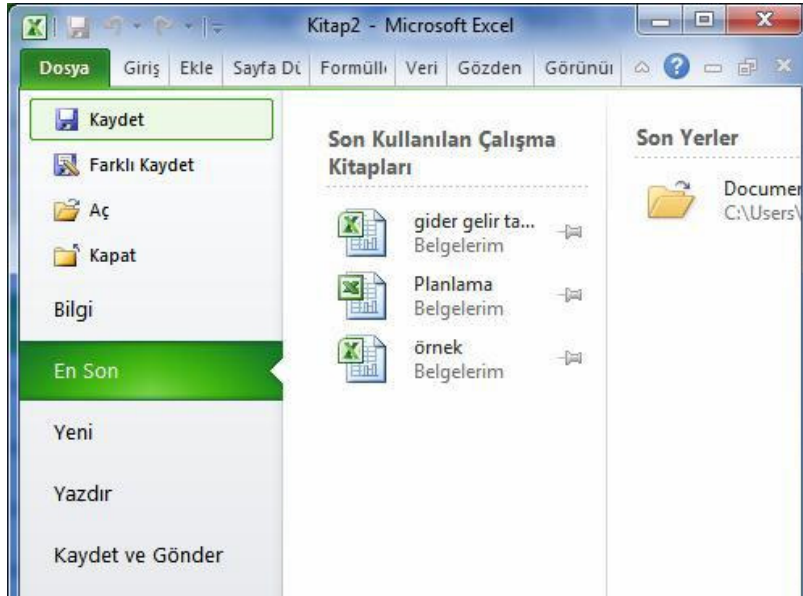 Kitap2 - Microsoft Excel
Dosya Giriş Ekle Sayfa Dü Formülle Veri Gözden Görünür
Kaydet
Farklı Kaydet
Aç
Kapat
Bilgi
En Son
Yeni
Yazdır
Kaydet ve Gönder
Son Kullanılan Çalışma
Kitapları
gider gelir ta...
Belgelerim
Planlama
Belgelerim
örnek
Belgelerim
Son Yerler
Documen
C:\Users\